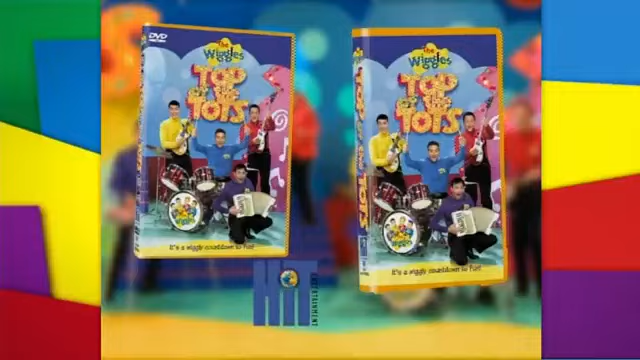 DVD
the
Wiggles
TOP
OF THE
TOTS
It's a wiggly countdown to fun!
the
Wiggles
TOP
OF THE
TOTS
It's a wiggly countdown to fun!
hit
ENTERTAINMENT